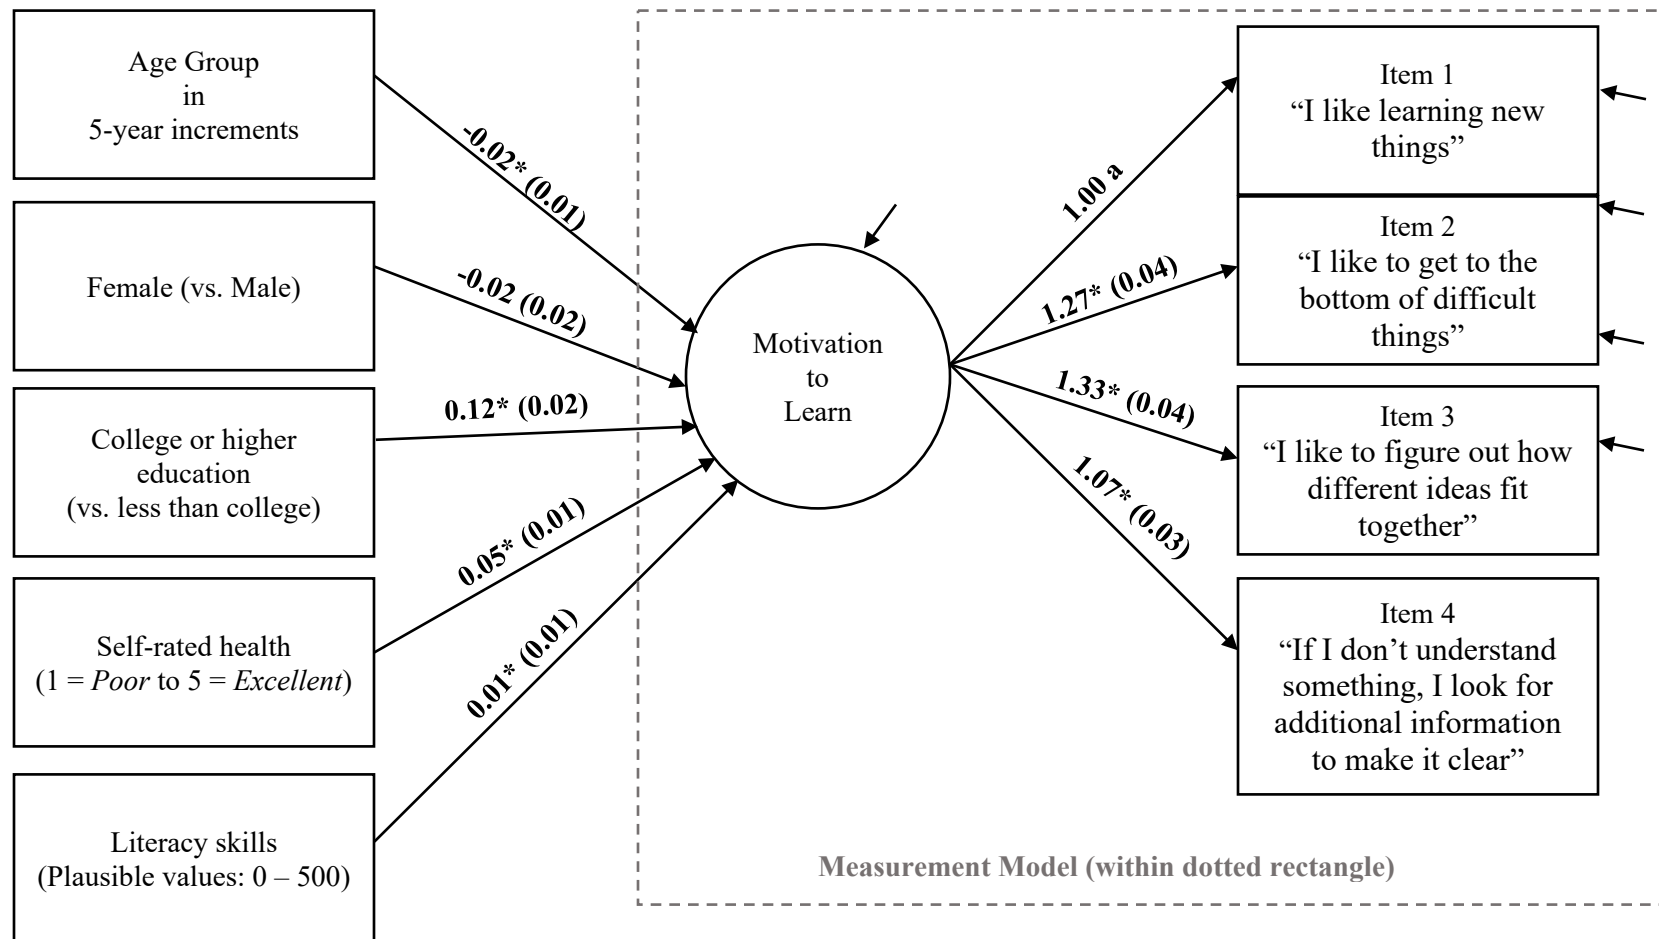 Age Group
in
5-year increments
Female (vs. Male)
College or higher
education
(vs. less than college)
Self-rated health
(1 = Poor to 5 = Excellent)
Literacy skills
(Plausible values: 0 – 500)
-0.02* (0.01)
-0.02 (0.02)
0.12* (0.02)
0.05* (0.01)
0.01* (0.01)
Motivation
to
Learn
1.00 a
1.27* (0.04)
1.33* (0.04)
1.07* (0.03)
Item 1
“I like learning new
things”
Item 2
“I like to get to the
bottom of difficult
things”
Item 3
“I like to figure out how
different ideas fit
together”
Item 4
“If I don’t understand
something, I look for
additional information
to make it clear”
Measurement Model (within dotted rectangle)